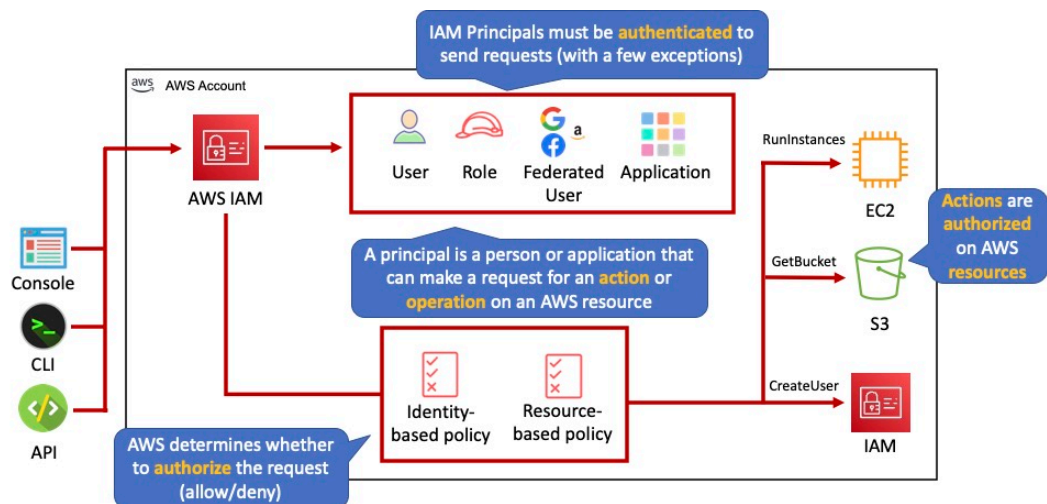 IAM Principals must be authenticated to
send requests (with a few exceptions)
aws
AWS Account
AWS IAM
a
User
Role
Federated
User
Application
RunInstances
EC2
Actions are
authorized
on AWS
resources
A principal is a person or application that
can make a request for an action or
operation on an AWS resource
GetBucket
S3
Console
CLI
API
Identity-
based policy
Resource-
based policy
CreateUser
IAM
AWS determines whether
to authorize the request
(allow/deny)